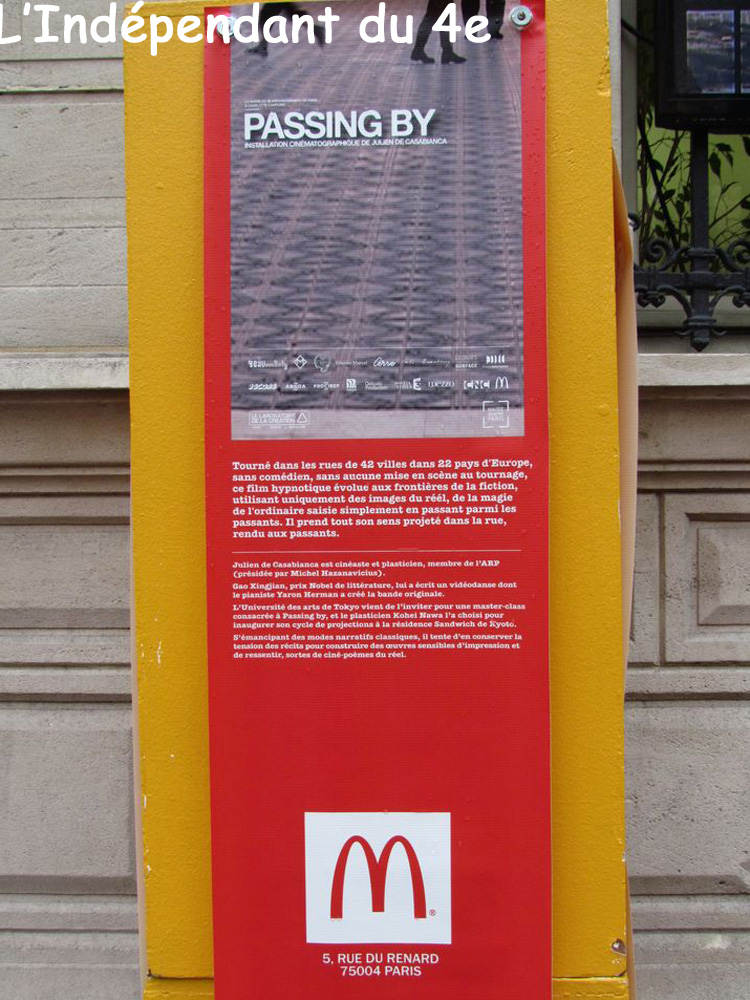 L'Indépendant du 4e
PASSING BY
INSTALLATION CINÉMATOGRAPHIQUE DE JULIEN DE CASABIANCA
CNC
LE LABORATOIRE
DE LA CRÉATION
Tourné dans les rues de 42 villes dans 22 pays d'Europe,
sans comédien, sans aucune mise en scène au tournage,
ce film hypnotique évolue aux frontières de la fiction,
utilisant uniquement des images du réél, de la magie
de l'ordinaire saisie simplement en passant parmi les
passants. Il prend tout son sens projeté dans la rue,
rendu aux passants.
Julien de Casabianca est cinéaste et plasticien, membre de l'ARP
(présidée par Michel Hazanavicius).
Gao Xingjian, prix Nobel de littérature, lui a écrit un vidéodanse dont
le pianiste Yaron Herman a créé la bande originale.
L'Université des arts de Tokyo vient de l'inviter pour une master-class
consacrée à Passing by, et le plasticien Kohei Nawa l'a choisi pour
inaugurer son cycle de projections à la résidence Sandwich de Kyoto.
S'émancipant des modes narratifs classiques, il tente d'en conserver la
tension des récits pour construire des œuvres sensibles d'impression et
de ressentir, sortes de ciné-poèmes du réel.
5, RUE DU RENARD
75004 PARIS